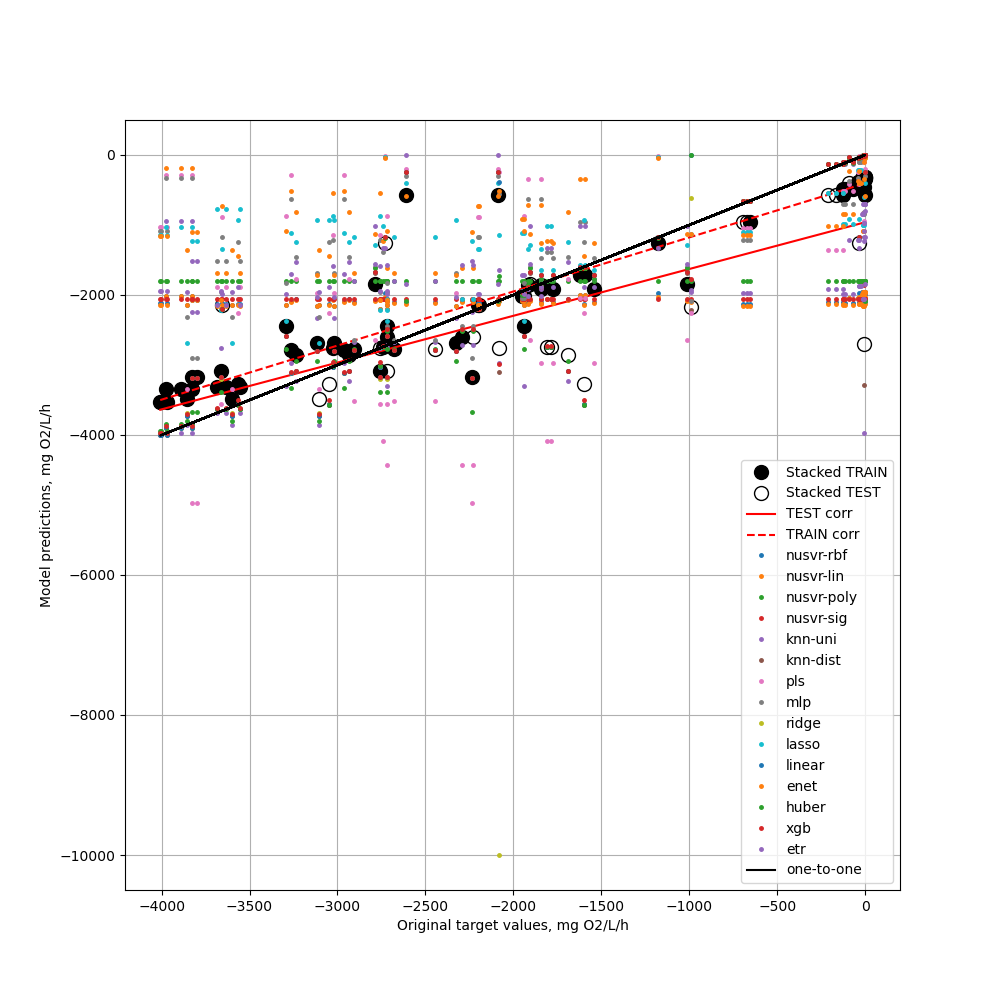 0
−2000
−4000
−6000
−8000
−10000
Model predictions, mg O2/L/h
Stacked TRAIN
Stacked TEST
TEST corr
TRAIN corr
nusvr-rbf
nusvr-lin
nusvr-poly
nusvr-sig
knn-uni
knn-dist
pls
mlp
ridge
lasso
linear
enet
huber
xgb
etr
one-to-one
−4000 −3500 −3000 −2500 −2000 −1500 −1000 −500 0
Original target values, mg O2/L/h